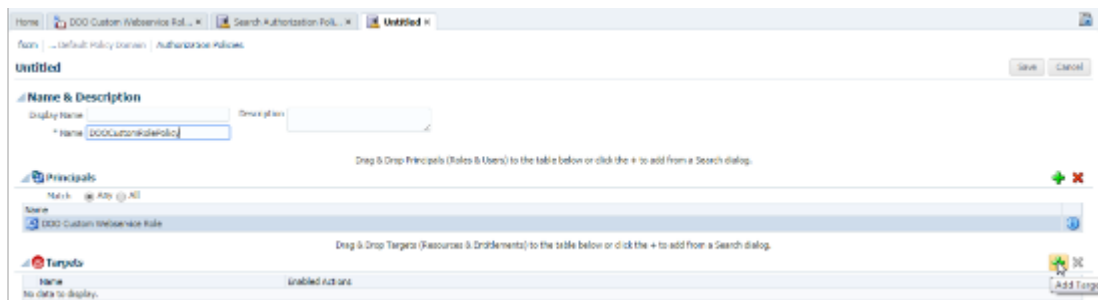 Home DOO Custom Webservice Rol... Search Authorization Poli... Untitled
fscm | ... Default Policy Domain | Authorization Policies
Untitled Save Cancel
Name & Description
Display Name Description
* Name DOOCustomRolePolicy
Drag & Drop Principals (Roles & Users) to the table below or click the + to add from a Search dialog.
Principals
Match Any All
Name
DOO Custom Webservice Role
Drag & Drop Targets (Resources & Entitlements) to the table below or click the + to add from a Search dialog.
Targets
Name Enabled Actions
No data to display.
Add Targe